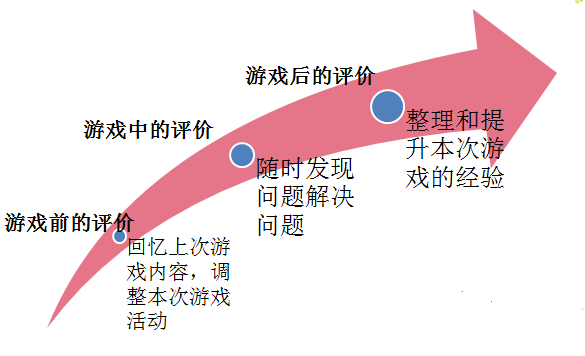 游戏后的评价
整理和提
升本次游
戏的经验
游戏中的评价
随时发现
问题解决
问题
游戏前的评价
回忆上次游
戏内容，调
整本次游戏
活动